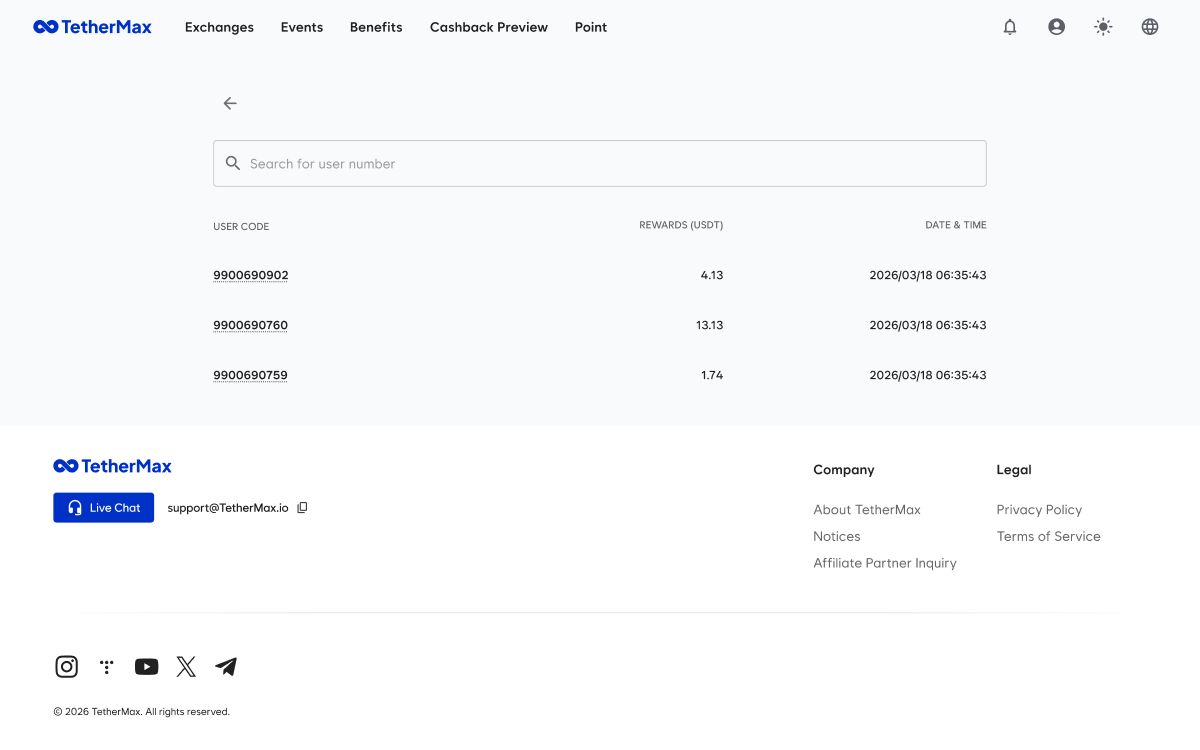 TetherMax Exchanges Events Benefits Cashback Preview Point
Search for user number
USER CODE REWARDS (USDT) DATE & TIME
9900690902 4.13 2026/03/18 06:35:43
9900690760 13.13 2026/03/18 06:35:43
9900690759 1.74 2026/03/18 06:35:43
TetherMax
Live Chat support@TetherMax.io
Company
About TetherMax
Notices
Affiliate Partner Inquiry
Legal
Privacy Policy
Terms of Service
© 2026 TetherMax. All rights reserved.